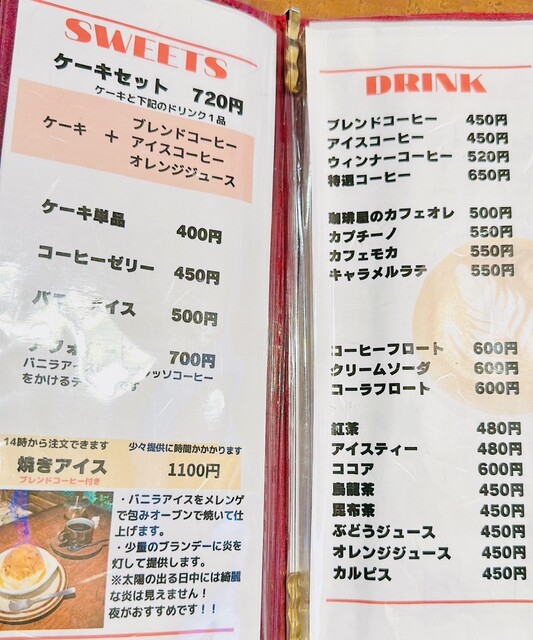 SWEETS
ケーキセット 720円
ケーキと下記のドリンク1品
ケーキ + ブレンドコーヒー
アイスコーヒー
オレンジジュース
ケーキ単品 400円
コーヒーゼリー 450円
バ アイス 500円
アフォ 700円
バニラアイス レッソコーヒー
をかけるデ です
14時から注文できます 少々提供に時間かかかります
焼きアイス 1100円
ブレンドコーヒー付き
・バニラアイスをメレンゲ
で包みオーブンで焼いて仕
上げます。
・少量のブランデーに炎を
灯して提供します。
※太陽の出る日中には綺麗
な炎は見えません!
夜がおすすめです!!
DRINK
ブレンドコーヒー 450円
アイスコーヒー 450円
ウィンナーコーヒー 520円
特選コーヒー 650円
珈琲屋のカフェオレ 500円
カプチーノ 550円
カフェモカ 550円
キャラメルラテ 550円
コーヒーフロート 600円
クリームソーダ 600円
コーラフロート 600円
紅茶 480円
アイスティー 480円
ココア 600円
烏龍茶 450円
昆布茶 450円
ぶどうジュース 450円
オレンジジュース 450円
カルピス 450円